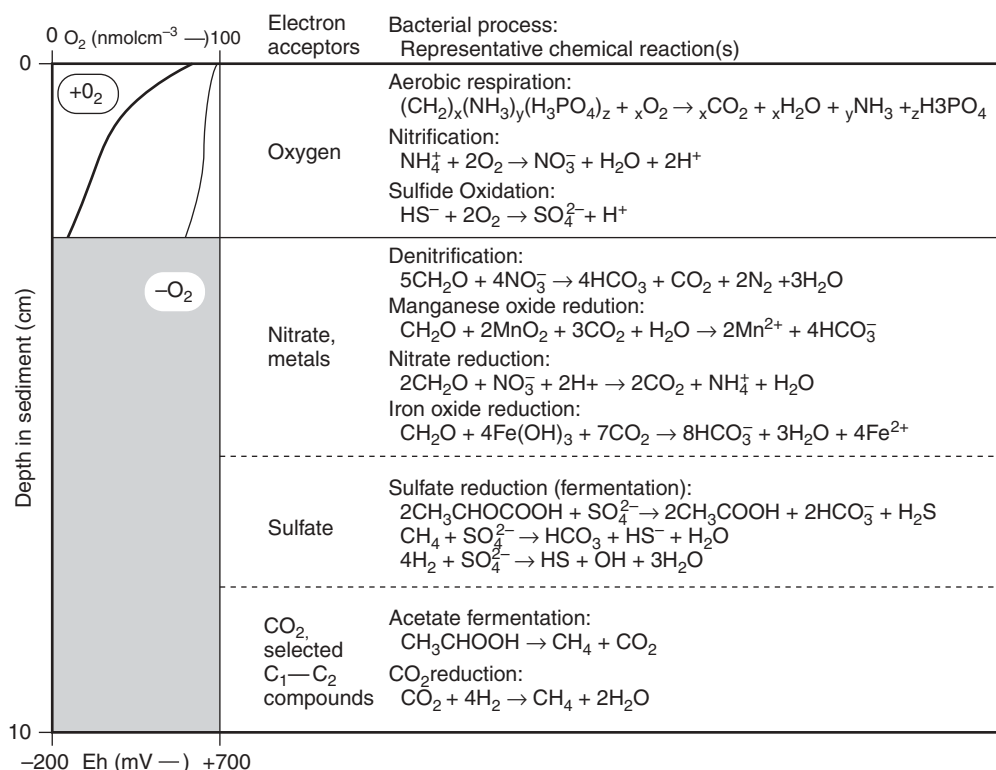 0 O₂ (nmolcm⁻³ —)100
Electron acceptors
Bacterial process:
Representative chemical reaction(s)
0
+0₂
Oxygen
Aerobic respiration:
(CH₂)ₓ(NH₃)y(H₃PO₄)z + ₓO₂ → ₓCO₂ + ₓH₂O + yNH₃ +zH3PO₄
Nitrification:
NH₄⁺ + 2O₂ → NO₃⁻ + H₂O + 2H⁺
Sulfide Oxidation:
HS⁻ + 2O₂ → SO₄²⁻ + H⁺
–O₂
Nitrate,
metals
Denitrification:
5CH₂O + 4NO₃⁻ → 4HCO₃ + CO₂ + 2N₂ +3H₂O
Manganese oxide redution:
CH₂O + 2MnO₂ + 3CO₂ + H₂O → 2Mn²⁺ + 4HCO₃⁻
Nitrate reduction:
2CH₂O + NO₃⁻ + 2H+ → 2CO₂ + NH₄⁺ + H₂O
Iron oxide reduction:
CH₂O + 4Fe(OH)₃ + 7CO₂ → 8HCO₃⁻ + 3H₂O + 4Fe²⁺
Depth in sediment (cm)
Sulfate
Sulfate reduction (fermentation):
2CH₃CHOCOOH + SO₄²⁻ → 2CH₃COOH + 2HCO₃⁻ + H₂S
CH₄ + SO₄²⁻ → HCO₃ + HS⁻ + H₂O
4H₂ + SO₄²⁻ → HS + OH + 3H₂O
CO₂,
selected
C₁—C₂
compounds
Acetate fermentation:
CH₃CHOOH → CH₄ + CO₂
CO₂reduction:
CO₂ + 4H₂ → CH₄ + 2H₂O
10
–200 Eh (mV —) +700